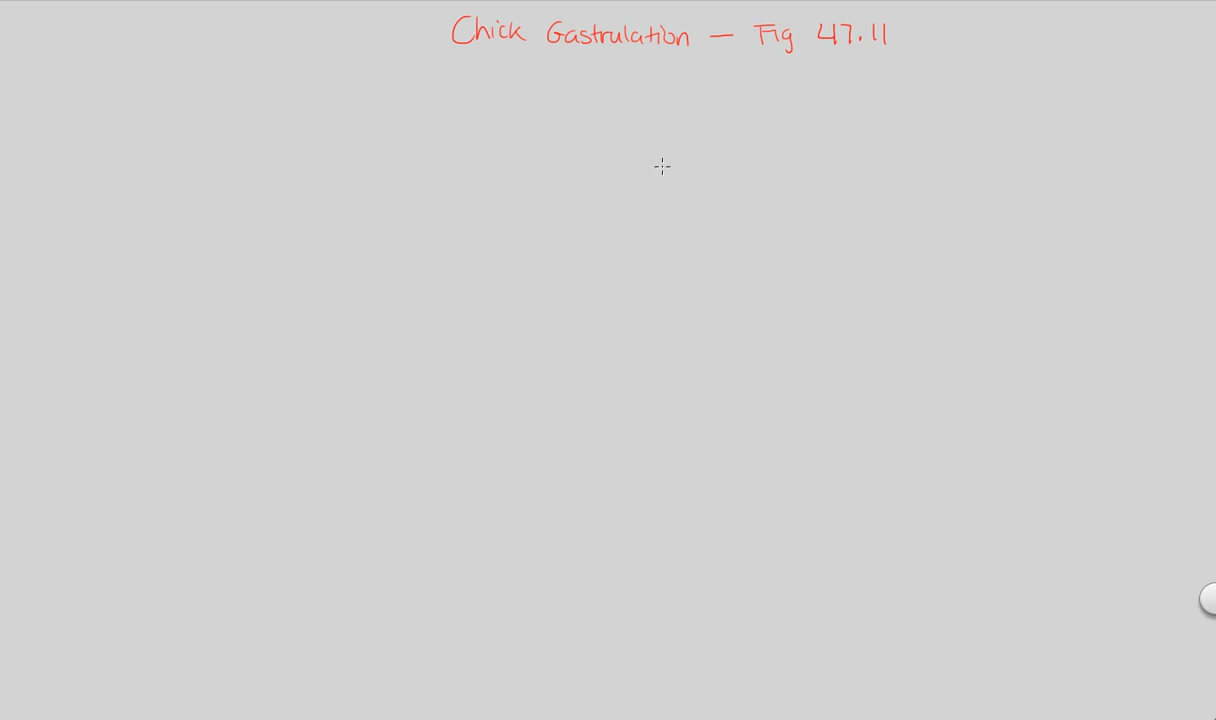 Chick Gastrulation – Fig 47.11